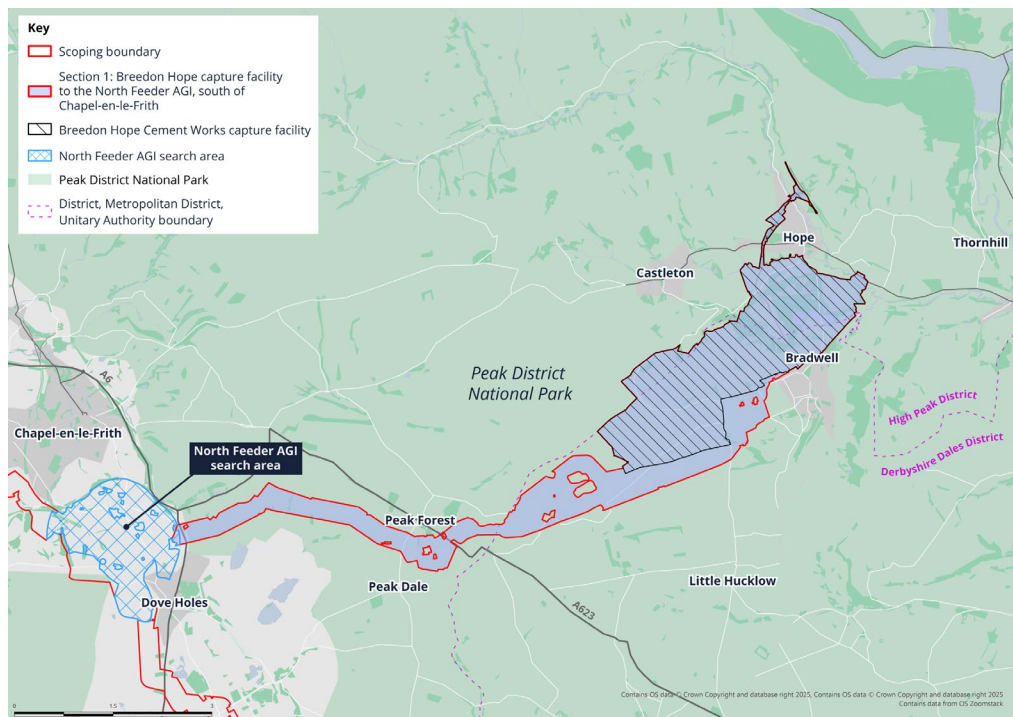 Key
Scoping boundary
Section 1: Breedon Hope capture facility
to the North Feeder AGI, south of
Chapel-en-le-Frith
Breedon Hope Cement Works capture facility
North Feeder AGI search area
Peak District National Park
District, Metropolitan District,
Unitary Authority boundary
Hope
Thornhill
Castleton
Bradwell
Peak District
National Park
A6
High Peak District
Chapel-en-le-Frith
Derbyshire Dales District
North Feeder AGI
search area
Peak Forest
Peak Dale
Little Hucklow
Dove Holes
A623
Contains OS data © Crown Copyright and database right 2025, Contains OS data © Crown Copyright and database right 2025
Contains data from OS Zoomstack
0 1.5 3